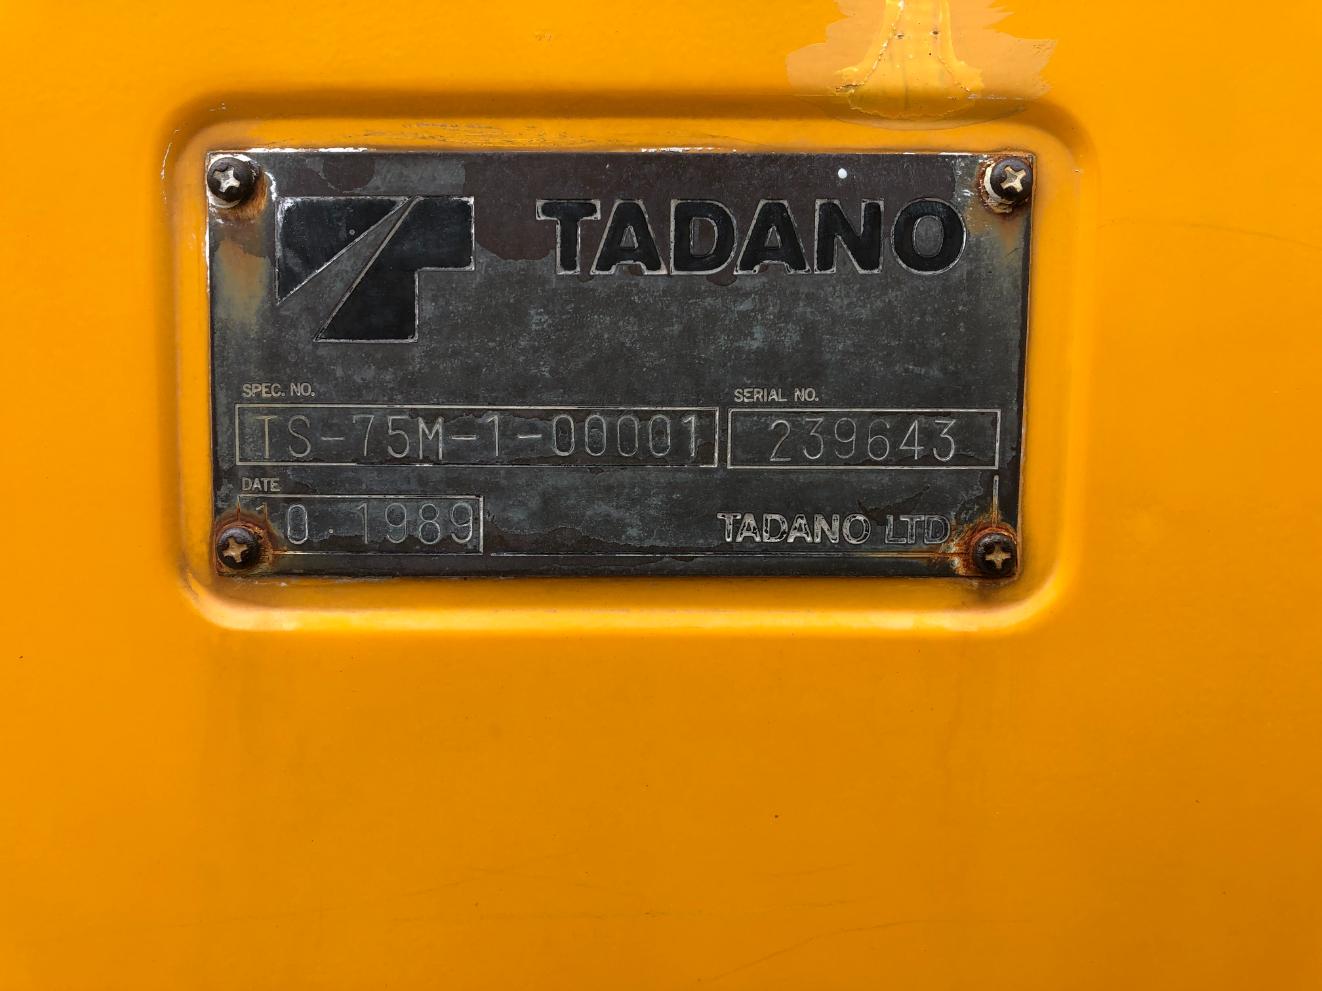 TADANO
SPEC. NO.
SERIAL NO.
TS-75M-1-00001
239643
DATE
10. 1989
TADANO LTD.